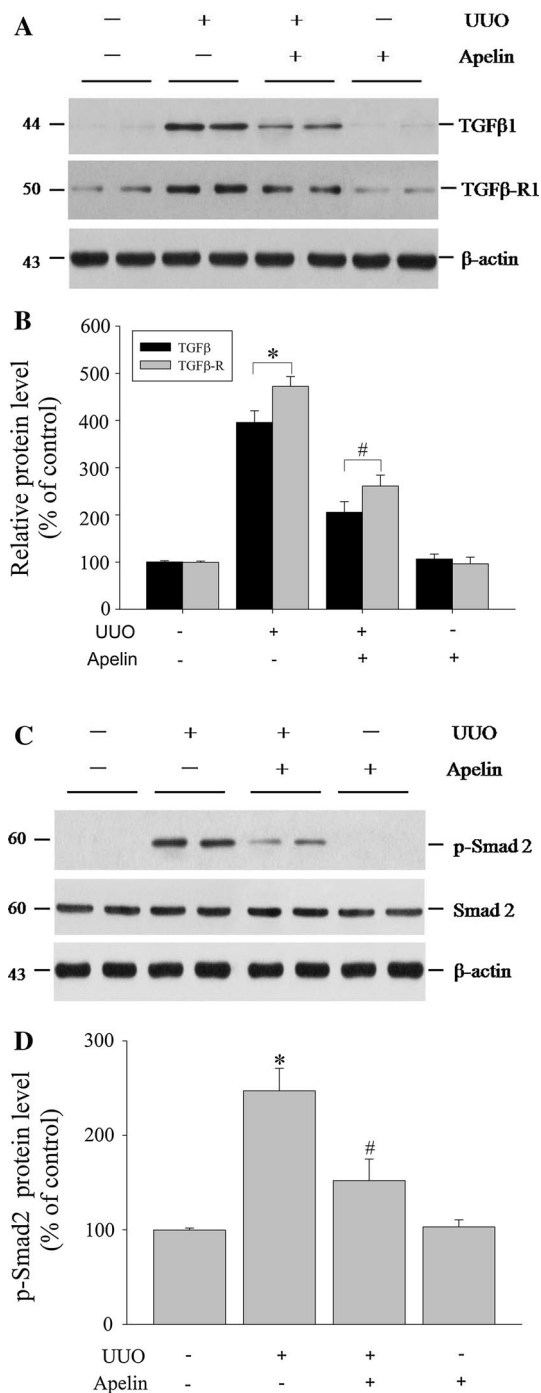 A — + + — UUO
— — + + Apelin
44 TGFβ1
50 TGFβ-R1
43 β-actin
B
600
500
400
300
200
100
0
Relative protein level
(% of control)
TGFβ
TGFβ-R
*
#
UUO - + + -
Apelin - - + +
C — + + — UUO
— — + + Apelin
60 p-Smad 2
60 Smad 2
43 β-actin
D
300
200
100
0
p-Smad2 protein level
(% of control)
*
#
UUO - + + -
Apelin - - + +